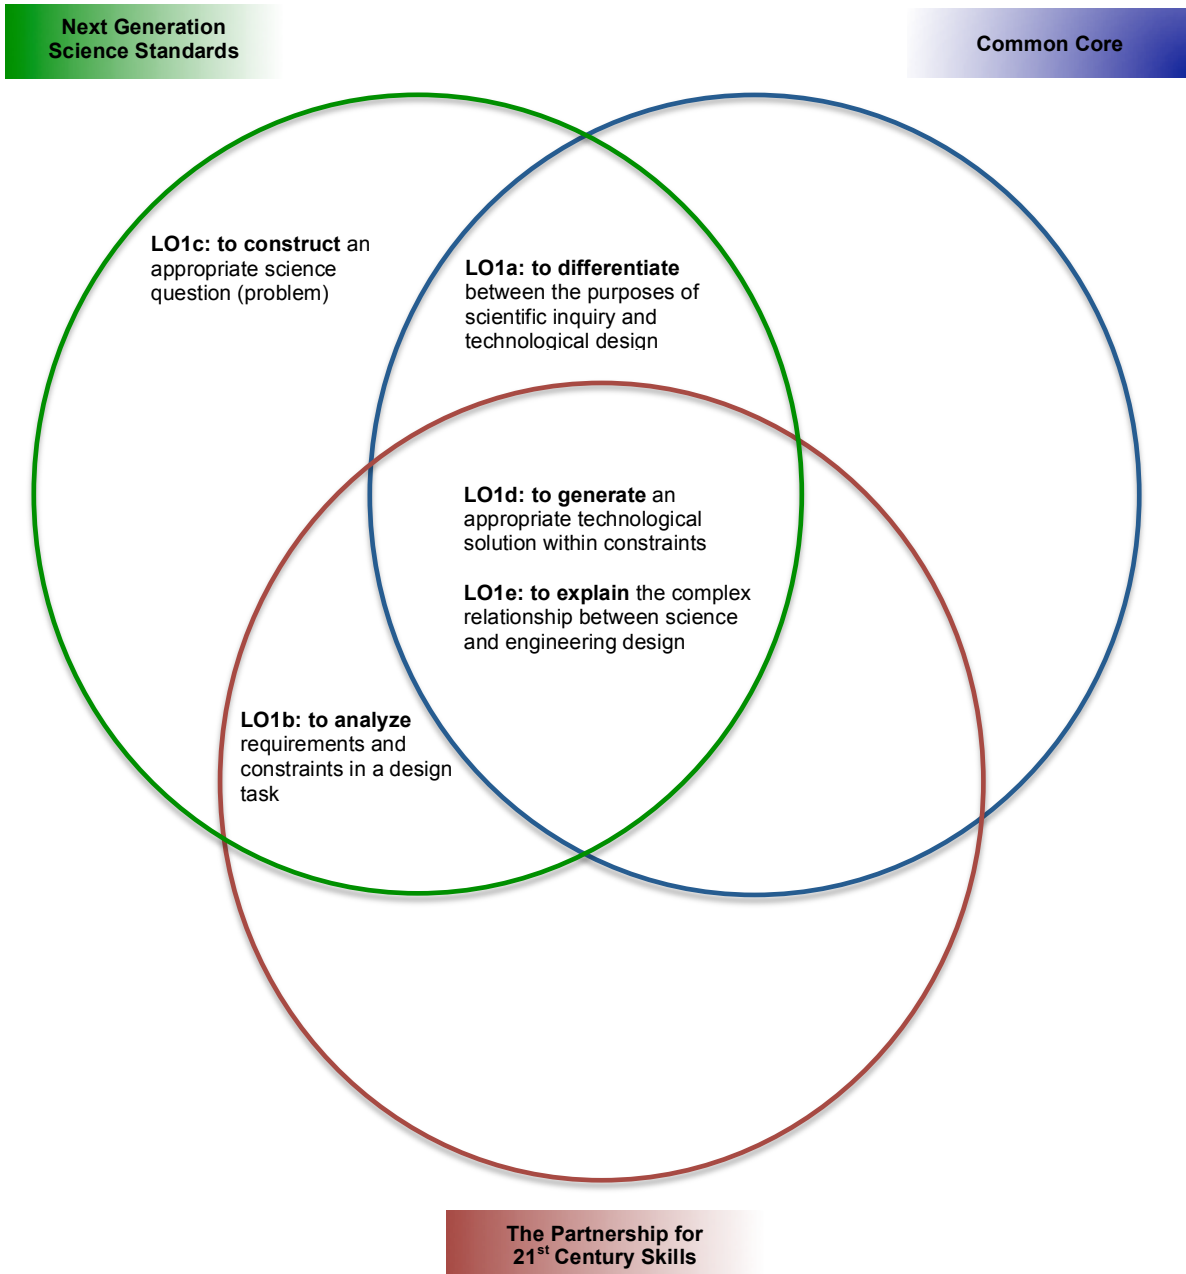 Next Generation
Science Standards
Common Core
LO1c: to construct an
appropriate science
question (problem)
LO1a: to differentiate
between the purposes of
scientific inquiry and
technological design
LO1d: to generate an
appropriate technological
solution within constraints
LO1e: to explain the complex
relationship between science
and engineering design
LO1b: to analyze
requirements and
constraints in a design
task
The Partnership for
21st Century Skills